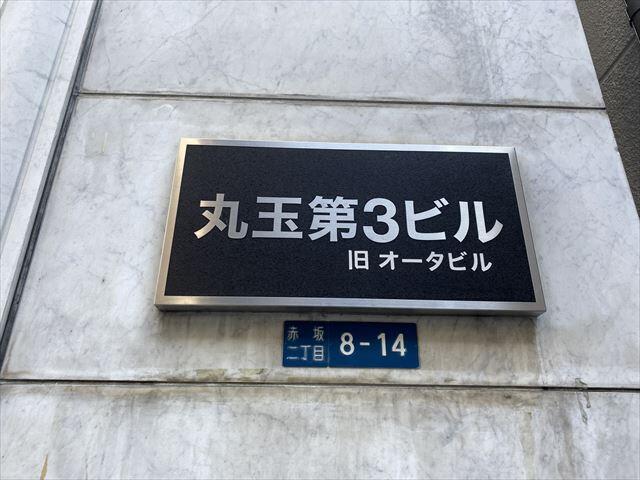 丸玉第3ビル
旧 オータビル
赤坂
二丁目
8-14